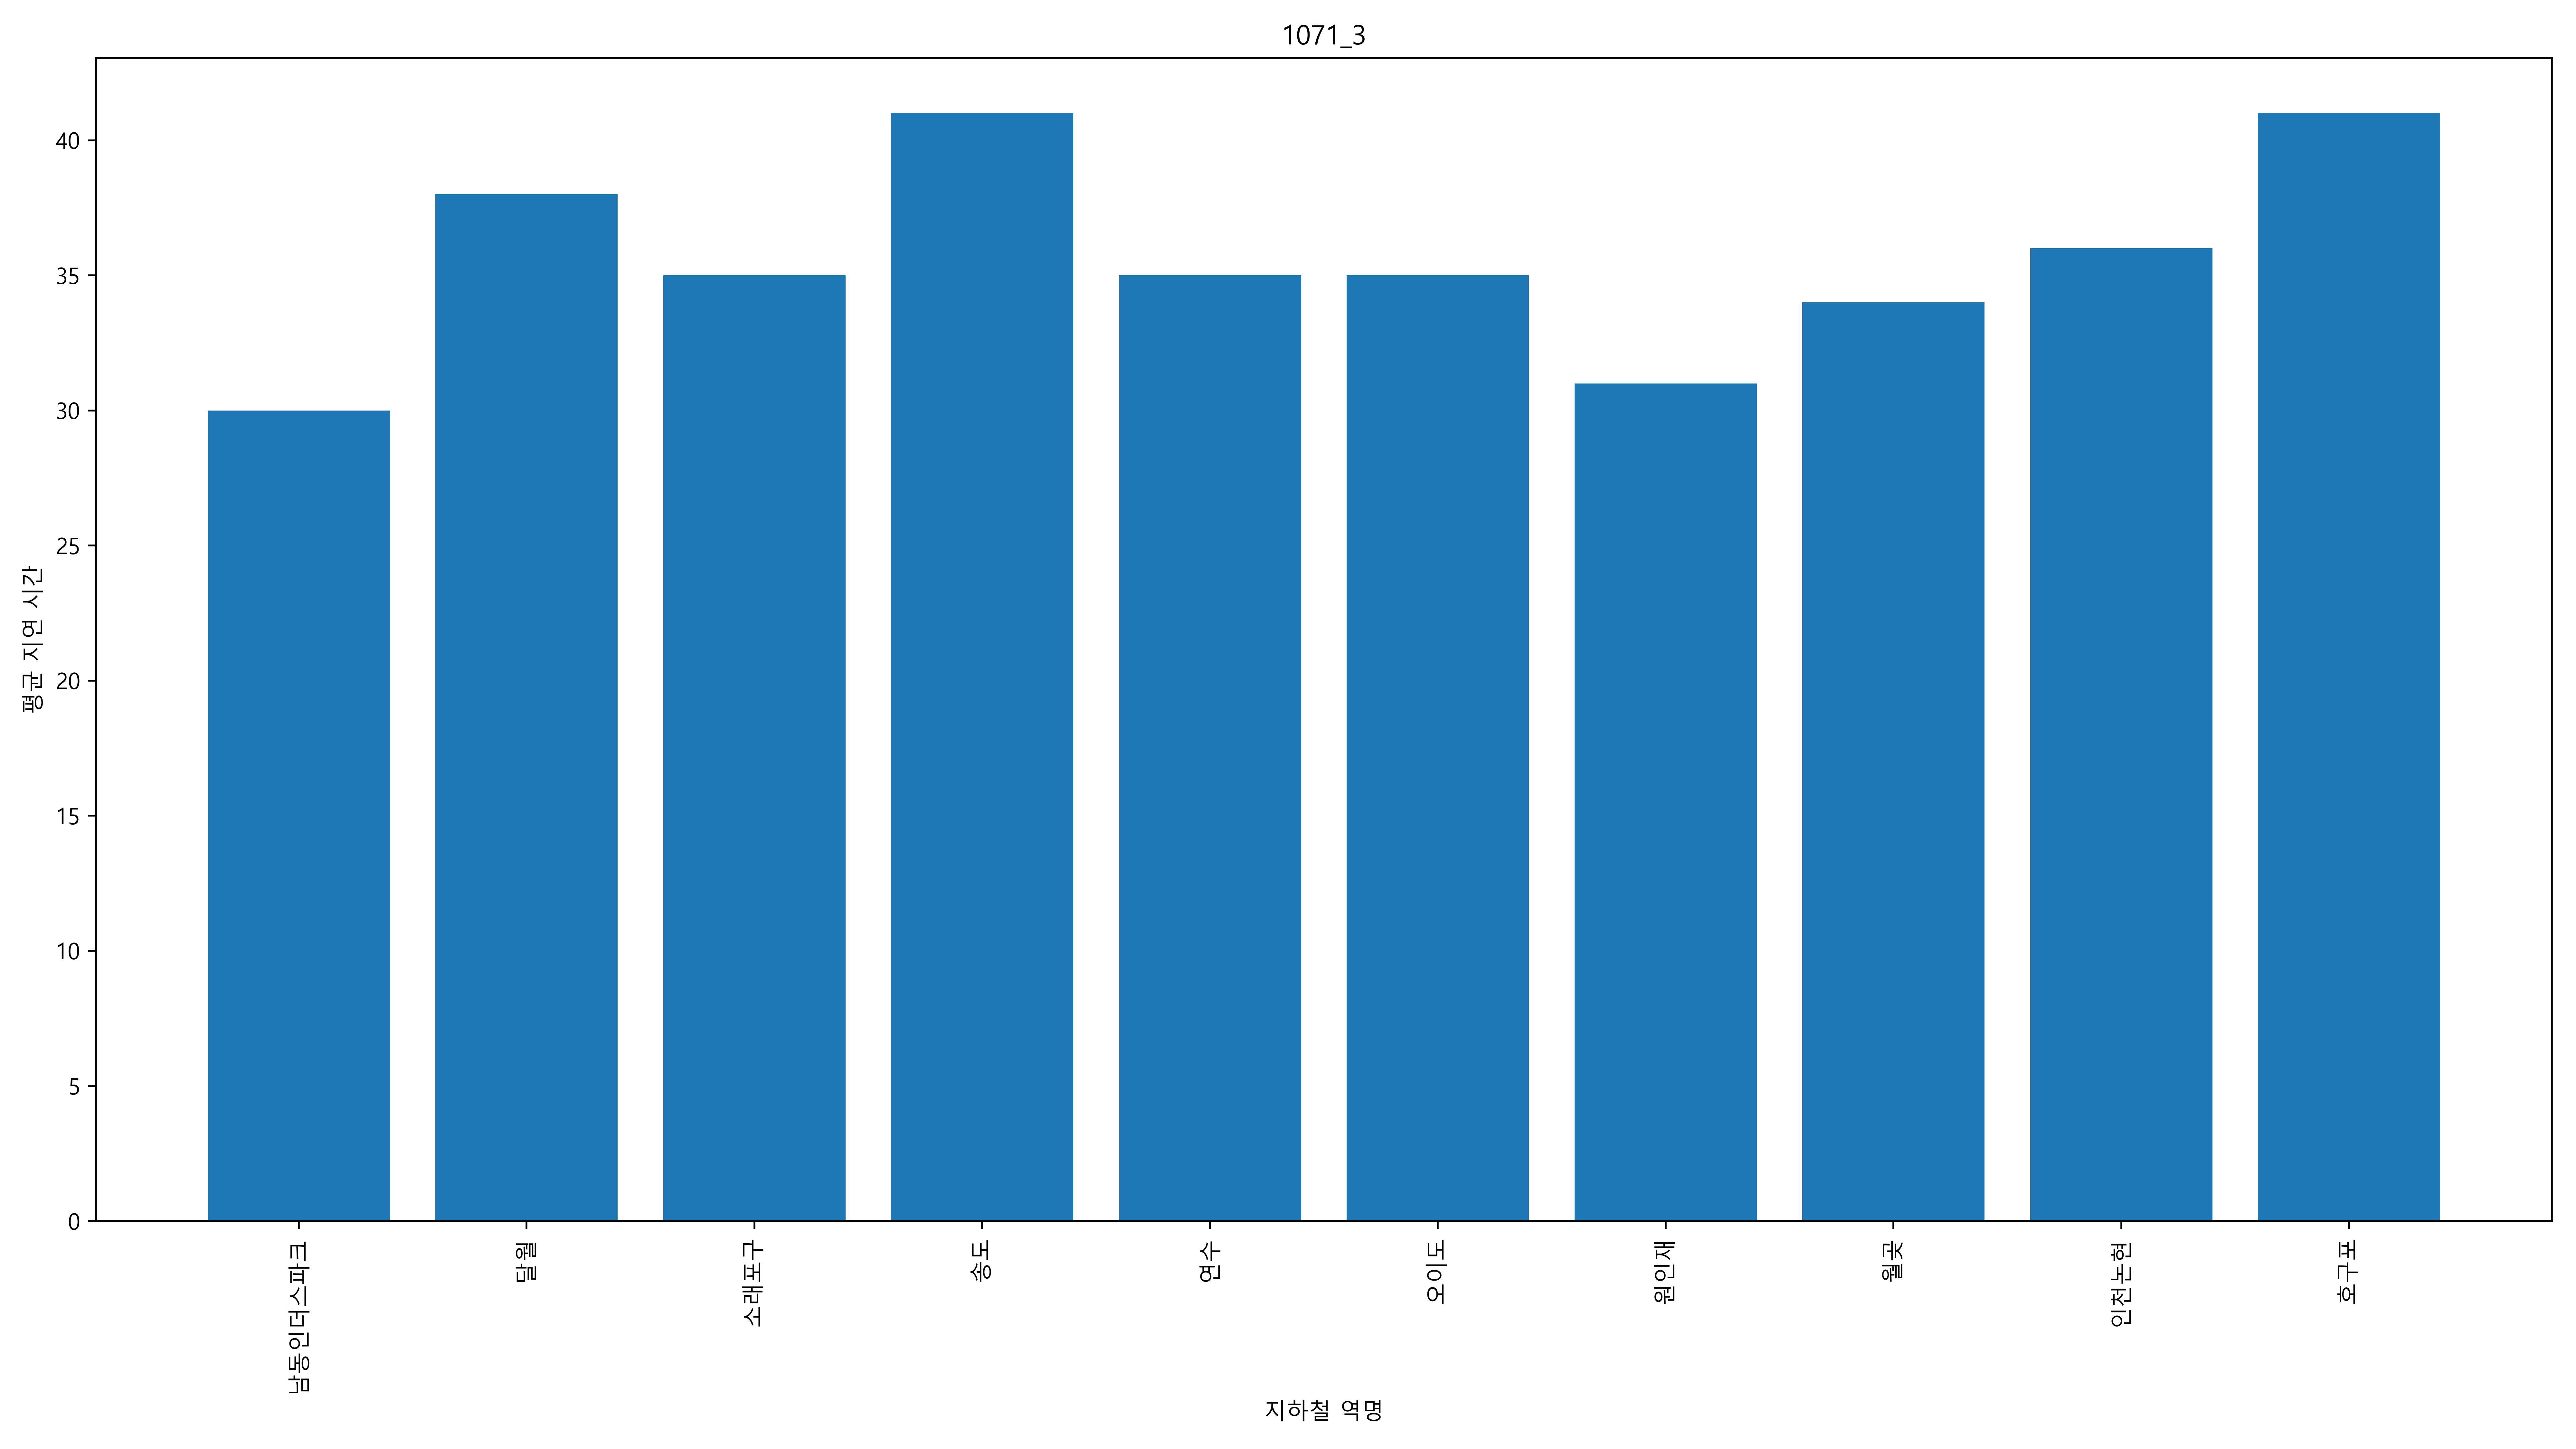 1071_3
평균 지연 시간
40
35
30
25
20
15
10
5
0
남동인더스파크
달월
소래포구
송도
연수
오이도
원인재
월곶
인천논현
호구포
지하철 역명